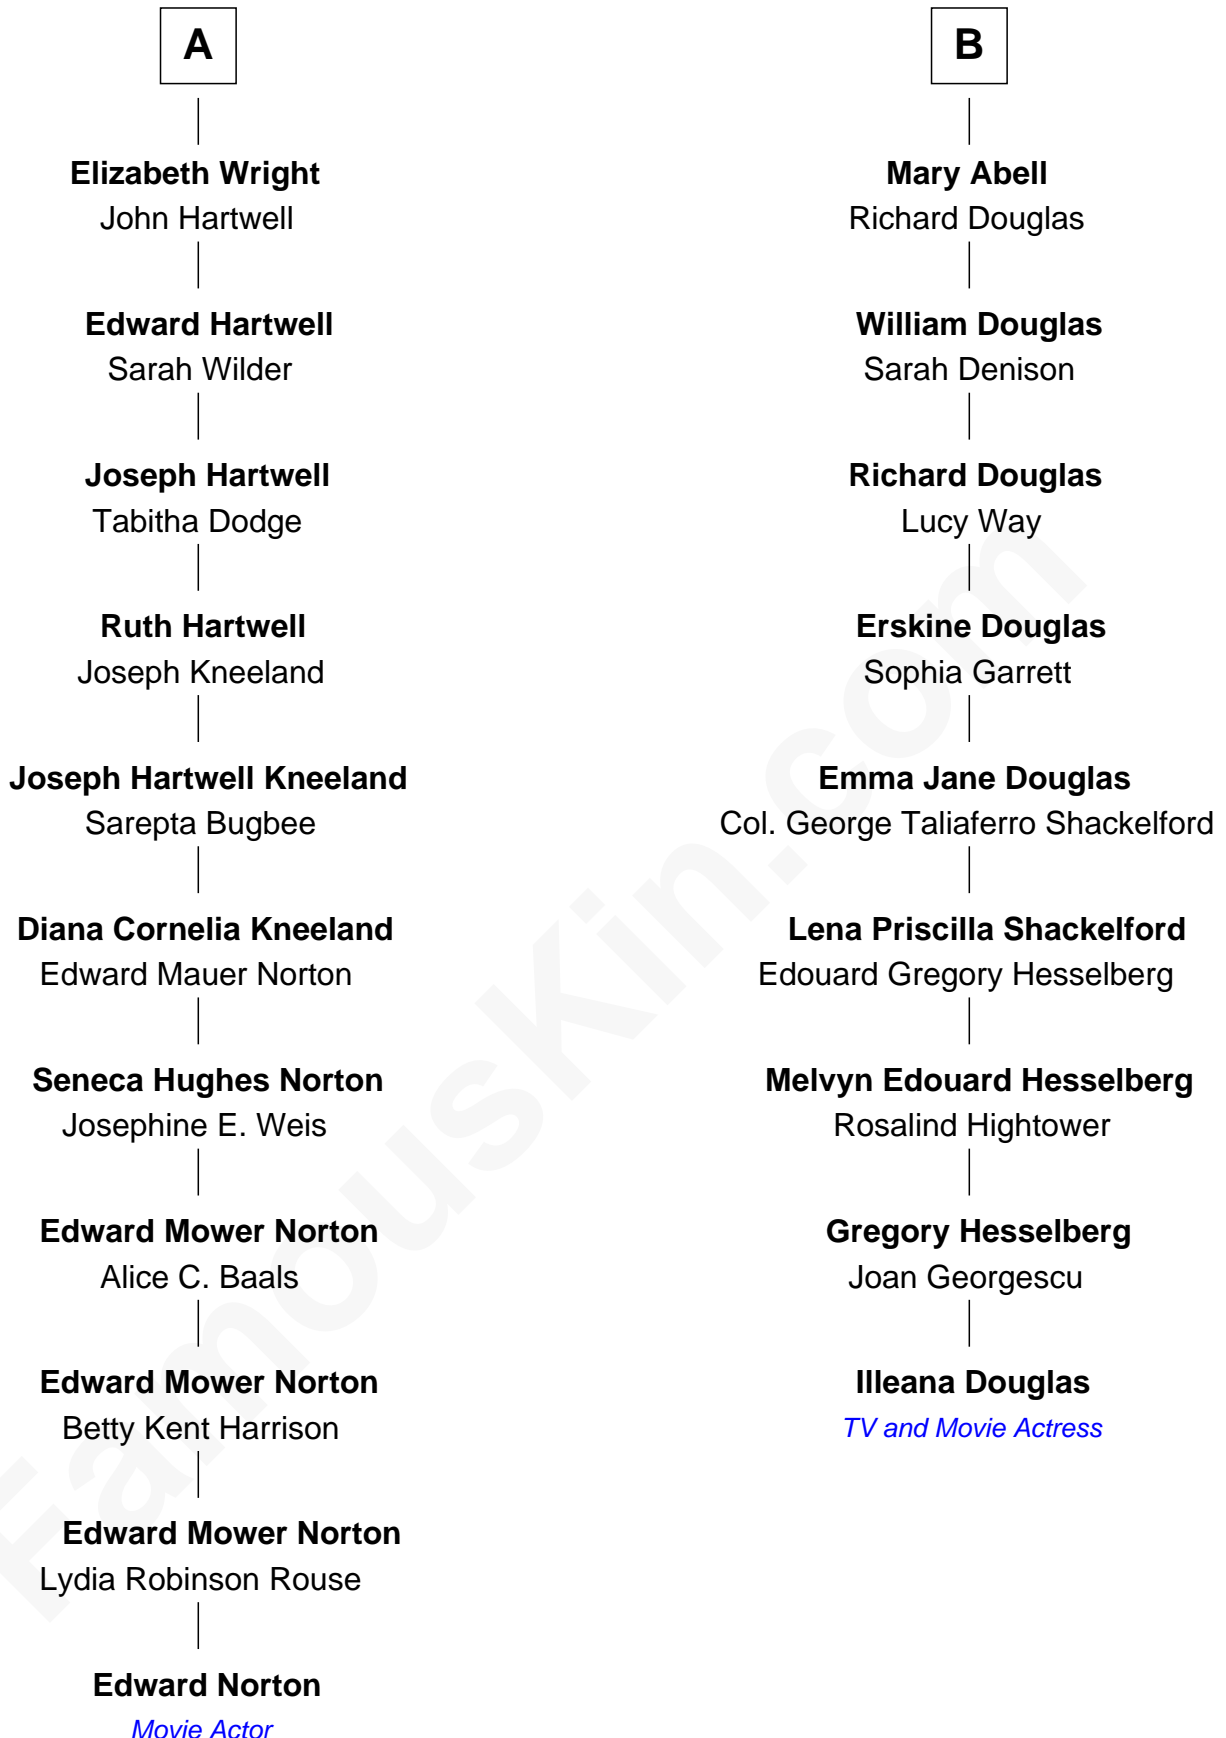 A
Elizabeth Wright
John Hartwell
Edward Hartwell
Sarah Wilder
Joseph Hartwell
Tabitha Dodge
Ruth Hartwell
Joseph Kneeland
Joseph Hartwell Kneeland
Sarepta Bugbee
Diana Cornelia Kneeland
Edward Mauer Norton
Seneca Hughes Norton
Josephine E. Weis
Edward Mower Norton
Alice C. Baals
Edward Mower Norton
Betty Kent Harrison
Edward Mower Norton
Lydia Robinson Rouse
Edward Norton
Movie Actor
B
Mary Abell
Richard Douglas
William Douglas
Sarah Denison
Richard Douglas
Lucy Way
Erskine Douglas
Sophia Garrett
Emma Jane Douglas
Col. George Taliaferro Shackelford
Lena Priscilla Shackelford
Edouard Gregory Hesselberg
Melvyn Edouard Hesselberg
Rosalind Hightower
Gregory Hesselberg
Joan Georgescu
Illeana Douglas
TV and Movie Actress
FamousKin.com